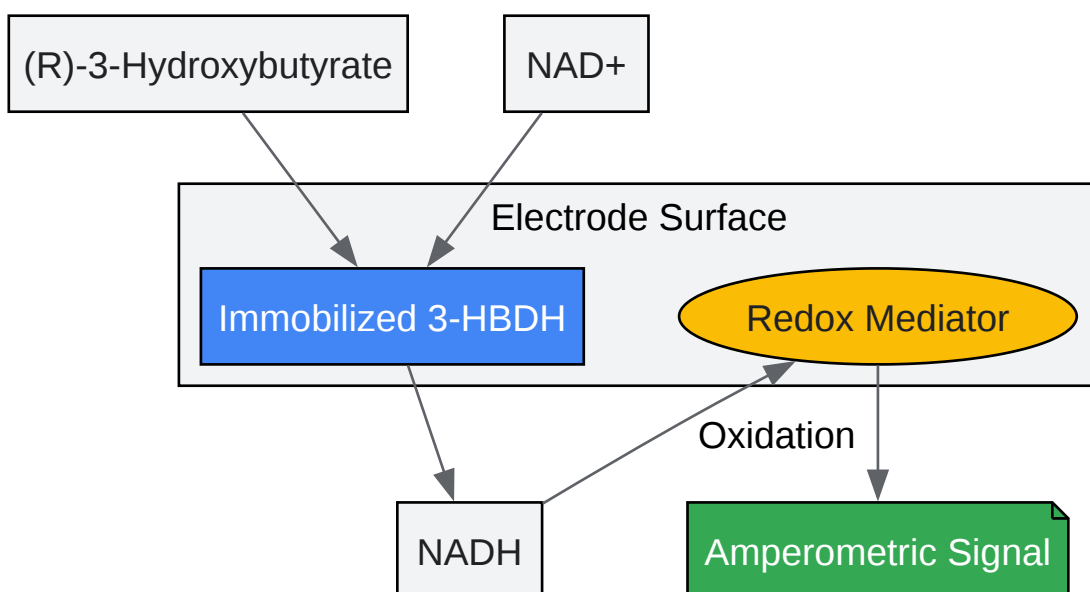 (R)-3-Hydroxybutyrate
NAD+
Electrode Surface
Immobilized 3-HBDH
Redox Mediator
Oxidation
NADH
Amperometric Signal